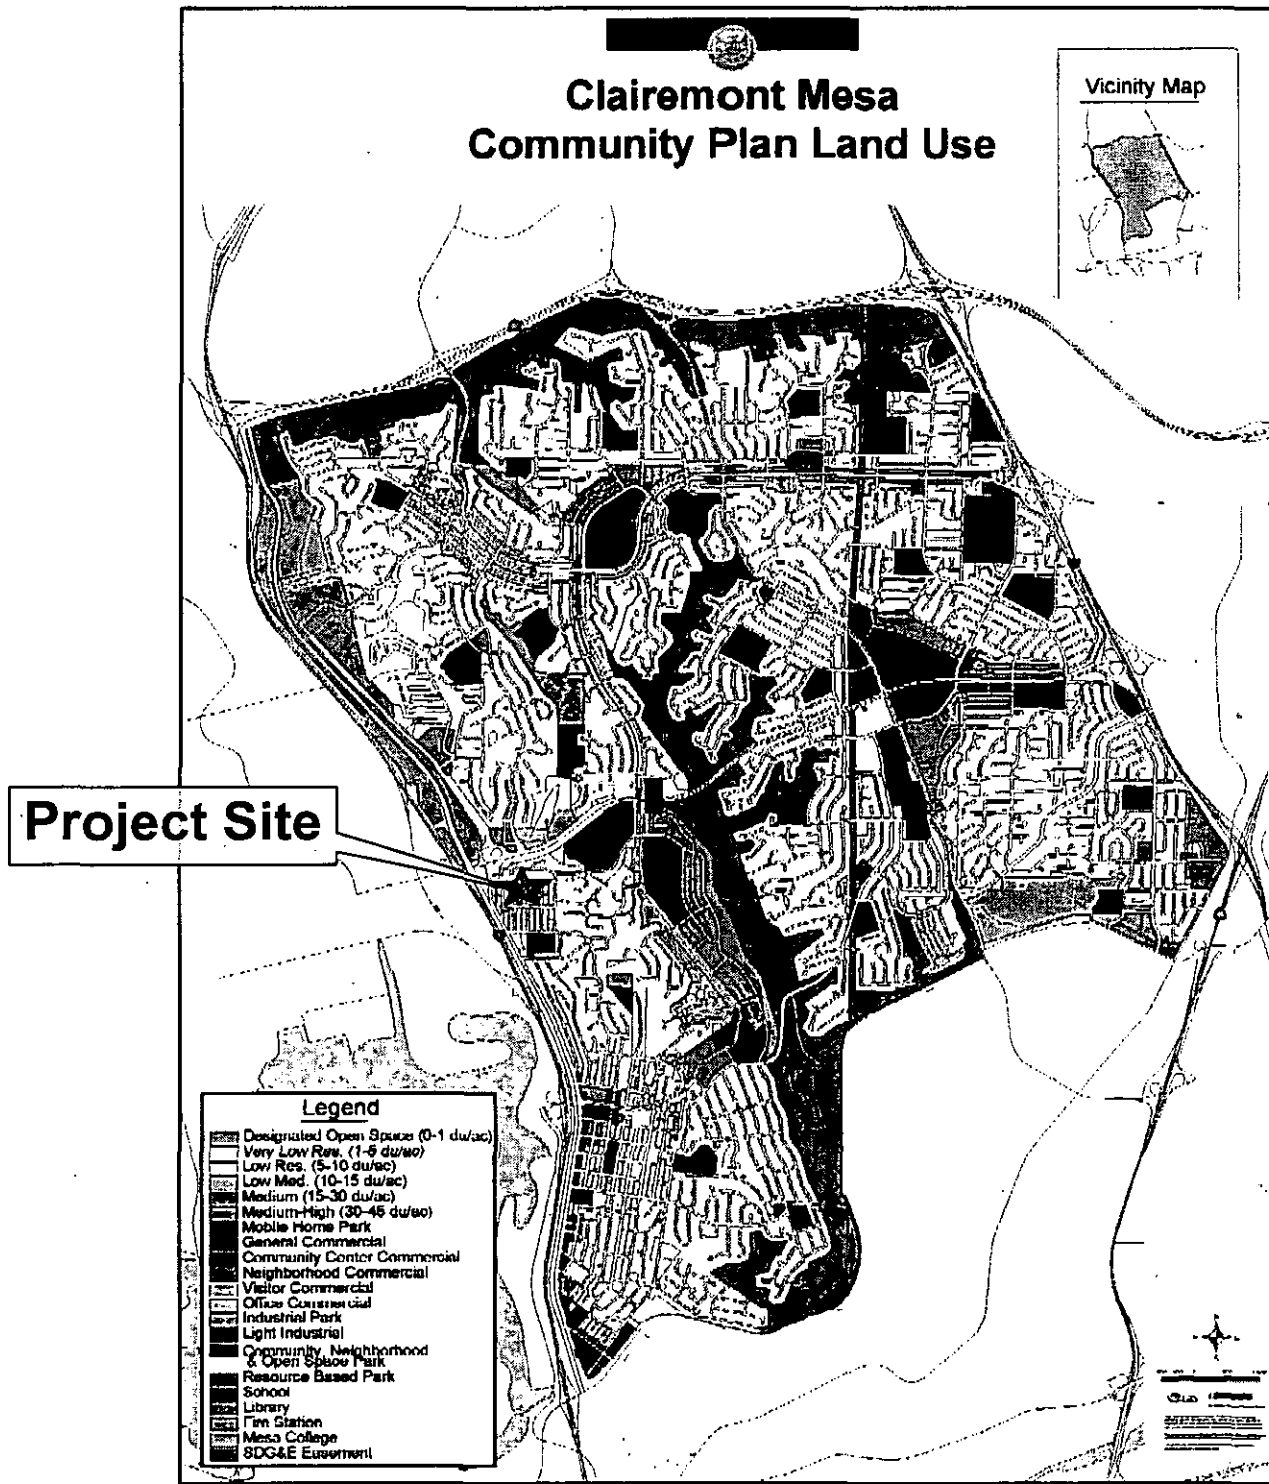 Clairemont Mesa
Community Plan Land Use
Vicinity Map
Project Site
Legend
Designated Open Space (0-1 du/ac)
Very Low Res. (1-5 du/ac)
Low Res. (5-10 du/ac)
Low Med. (10-15 du/ac)
Medium (15-30 du/ac)
Medium-High (30-45 du/ac)
Mobile Home Park
General Commercial
Community Center Commercial
Neighborhood Commercial
Visitor Commercial
Office Commercial
Industrial Park
Light Industrial
Community, Neighborhood
& Open Space Park
Resource Based Park
School
Library
Fire Station
Mesa College
SDG&E Easement